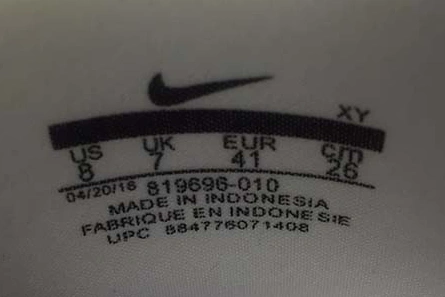 XY
US UK EUR cm
8 7 41 26
04/20/16 819696-010
MADE IN INDONESIA
FABRIQUE EN INDONESIE
UPC 884776071408